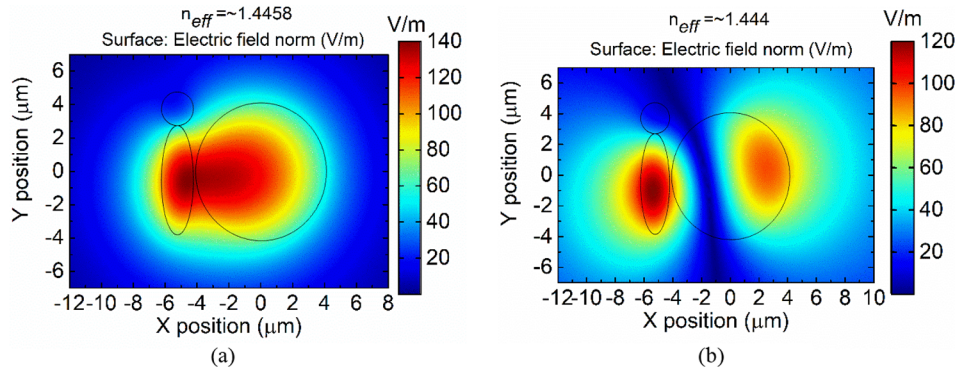 n_eff =~1.4458
Surface: Electric field norm (V/m)
V/m
140
120
100
80
60
40
20
6
4
2
0
-2
-4
-6
Y position (μm)
-12 -10 -8 -6 -4 -2 0 2 4 6 8
X position (μm)
(a)
n_eff =~1.444
Surface: Electric field norm (V/m)
V/m
120
100
80
60
40
20
6
4
2
0
-2
-4
-6
Y position (μm)
-12-10 -8 -6 -4 -2 0 2 4 6 8 10
X position (μm)
(b)